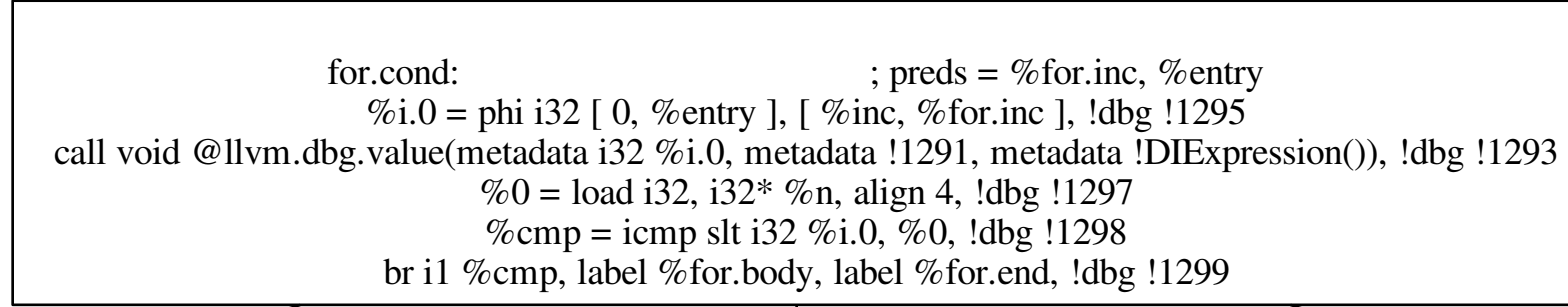 for.cond: ; preds = %for.inc, %entry
%i.0 = phi i32 [ 0, %entry ], [ %inc, %for.inc ], !dbg !1295
call void @llvm.dbg.value(metadata i32 %i.0, metadata !1291, metadata !DIExpression()), !dbg !1293
%0 = load i32, i32* %n, align 4, !dbg !1297
%cmp = icmp slt i32 %i.0, %0, !dbg !1298
br i1 %cmp, label %for.body, label %for.end, !dbg !1299